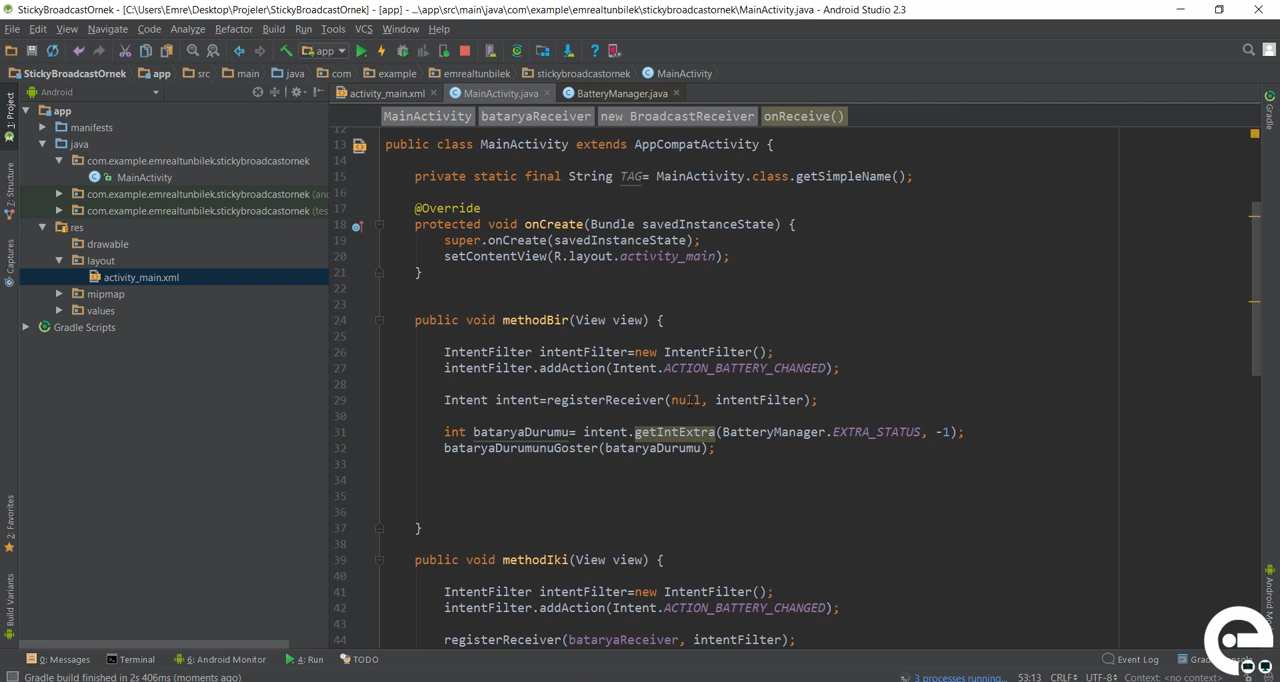 StickyBroadcastOrnek - [C:\Users\Emre\Desktop\Projeler\StickyBroadcastOrnek] - [app] - ...\app\src\main\java\com\example\emrealtunbilek\stickybroadcastornek\MainActivity.java - Android Studio 2.3
File Edit View Navigate Code Analyze Refactor Build Run Tools VCS Window Help
app
StickyBroadcastOrnek app src main java com example emrealtunbilek stickybroadcastornek MainActivity
Android
activity_main.xml MainActivity.java BatteryManager.java
MainActivity bataryaReceiver new BroadcastReceiver onReceive()
1: Project
Z: Structure
Captures
2: Favorites
Build Variants
app
manifests
java
com.example.emrealtunbilek.stickybroadcastornek
MainActivity
com.example.emrealtunbilek.stickybroadcastornek (an
com.example.emrealtunbilek.stickybroadcastornek (tes
res
drawable
layout
activity_main.xml
mipmap
values
Gradle Scripts
12
13 public class MainActivity extends AppCompatActivity {
14
15 private static final String TAG= MainActivity.class.getSimpleName();
16
17 @Override
18 protected void onCreate(Bundle savedInstanceState) {
19 super.onCreate(savedInstanceState);
20 setContentView(R.layout.activity_main);
21 }
22
23
24 public void methodBir(View view) {
25
26 IntentFilter intentFilter=new IntentFilter();
27 intentFilter.addAction(Intent.ACTION_BATTERY_CHANGED);
28
29 Intent intent=registerReceiver(null, intentFilter);
30
31 int bataryaDurumu= intent.getIntExtra(BatteryManager.EXTRA_STATUS, -1);
32 bataryaDurumunuGoster(bataryaDurumu);
33
34
35
36
37 }
38
39 public void methodIki(View view) {
40
41 IntentFilter intentFilter=new IntentFilter();
42 intentFilter.addAction(Intent.ACTION_BATTERY_CHANGED);
43
44 registerReceiver(bataryaReceiver, intentFilter);
Gradle
Android M
0: Messages Terminal 6: Android Monitor 4: Run TODO Event Log
Gradle build finished in 2s 406ms (moments ago) 3 processes running... 53:13 CRLF UTF-8 Context: <no context>